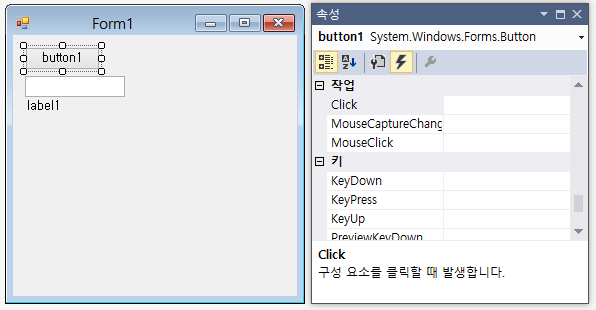 Form1
button1
label1
속성
button1 System.Windows.Forms.Button
작업
Click
MouseCaptureChang
MouseClick
키
KeyDown
KeyPress
KeyUp
PreviewKeyDown
Click
구성 요소를 클릭할 때 발생합니다.